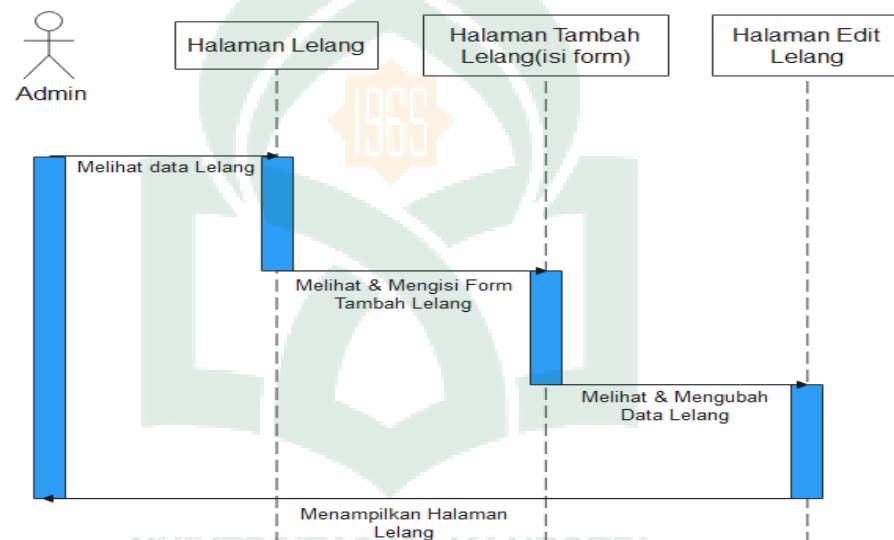 Halaman Lelang
Halaman Tambah
Lelang(isi form)
Halaman Edit
Lelang
Admin
1965
Melihat data Lelang
Melihat & Mengisi Form
Tambah Lelang
Melihat & Mengubah
Data Lelang
Menampilkan Halaman
Lelang